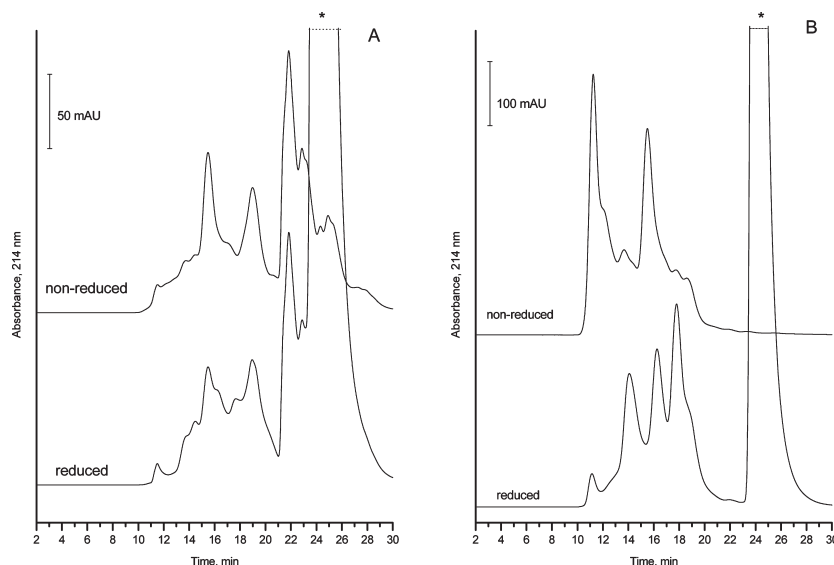 *
A
50 mAU
Absorbance, 214 nm
non-reduced
reduced
2 4 6 8 10 12 14 16 18 20 22 24 26 28 30
Time, min
*
B
100 mAU
Absorbance, 214 nm
non-reduced
reduced
2 4 6 8 10 12 14 16 18 20 22 24 26 28 30
Time, min